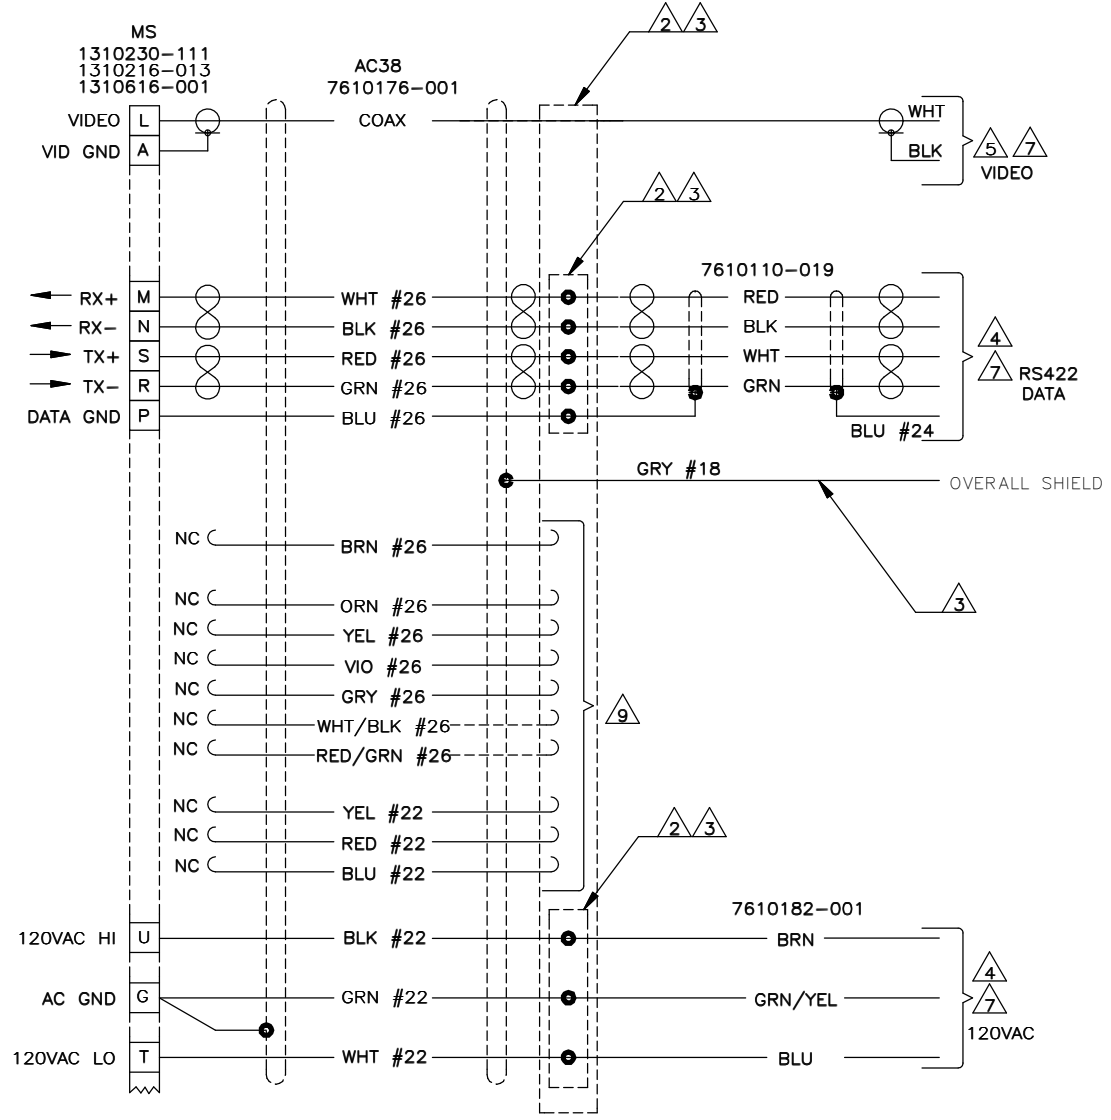 MS
1310230-111
1310216-013
1310616-001
AC38
7610176-001
2 3
VIDEO L COAX WHT
VID GND A BLK
5 7
VIDEO
2 3
7610110-019
RX+ M WHT #26 RED
RX- N BLK #26 BLK
TX+ S RED #26 WHT
TX- R GRN #26 GRN
DATA GND P BLU #26
BLU #24
4
7 RS422
DATA
GRY #18
OVERALL SHIELD
3
NC BRN #26
NC ORN #26
NC YEL #26
NC VIO #26
NC GRY #26
NC WHT/BLK #26
NC RED/GRN #26
9
NC YEL #22
NC RED #22
NC BLU #22
2 3
7610182-001
120VAC HI U BLK #22 BRN
AC GND G GRN #22 GRN/YEL
120VAC LO T WHT #22 BLU
4
7
120VAC